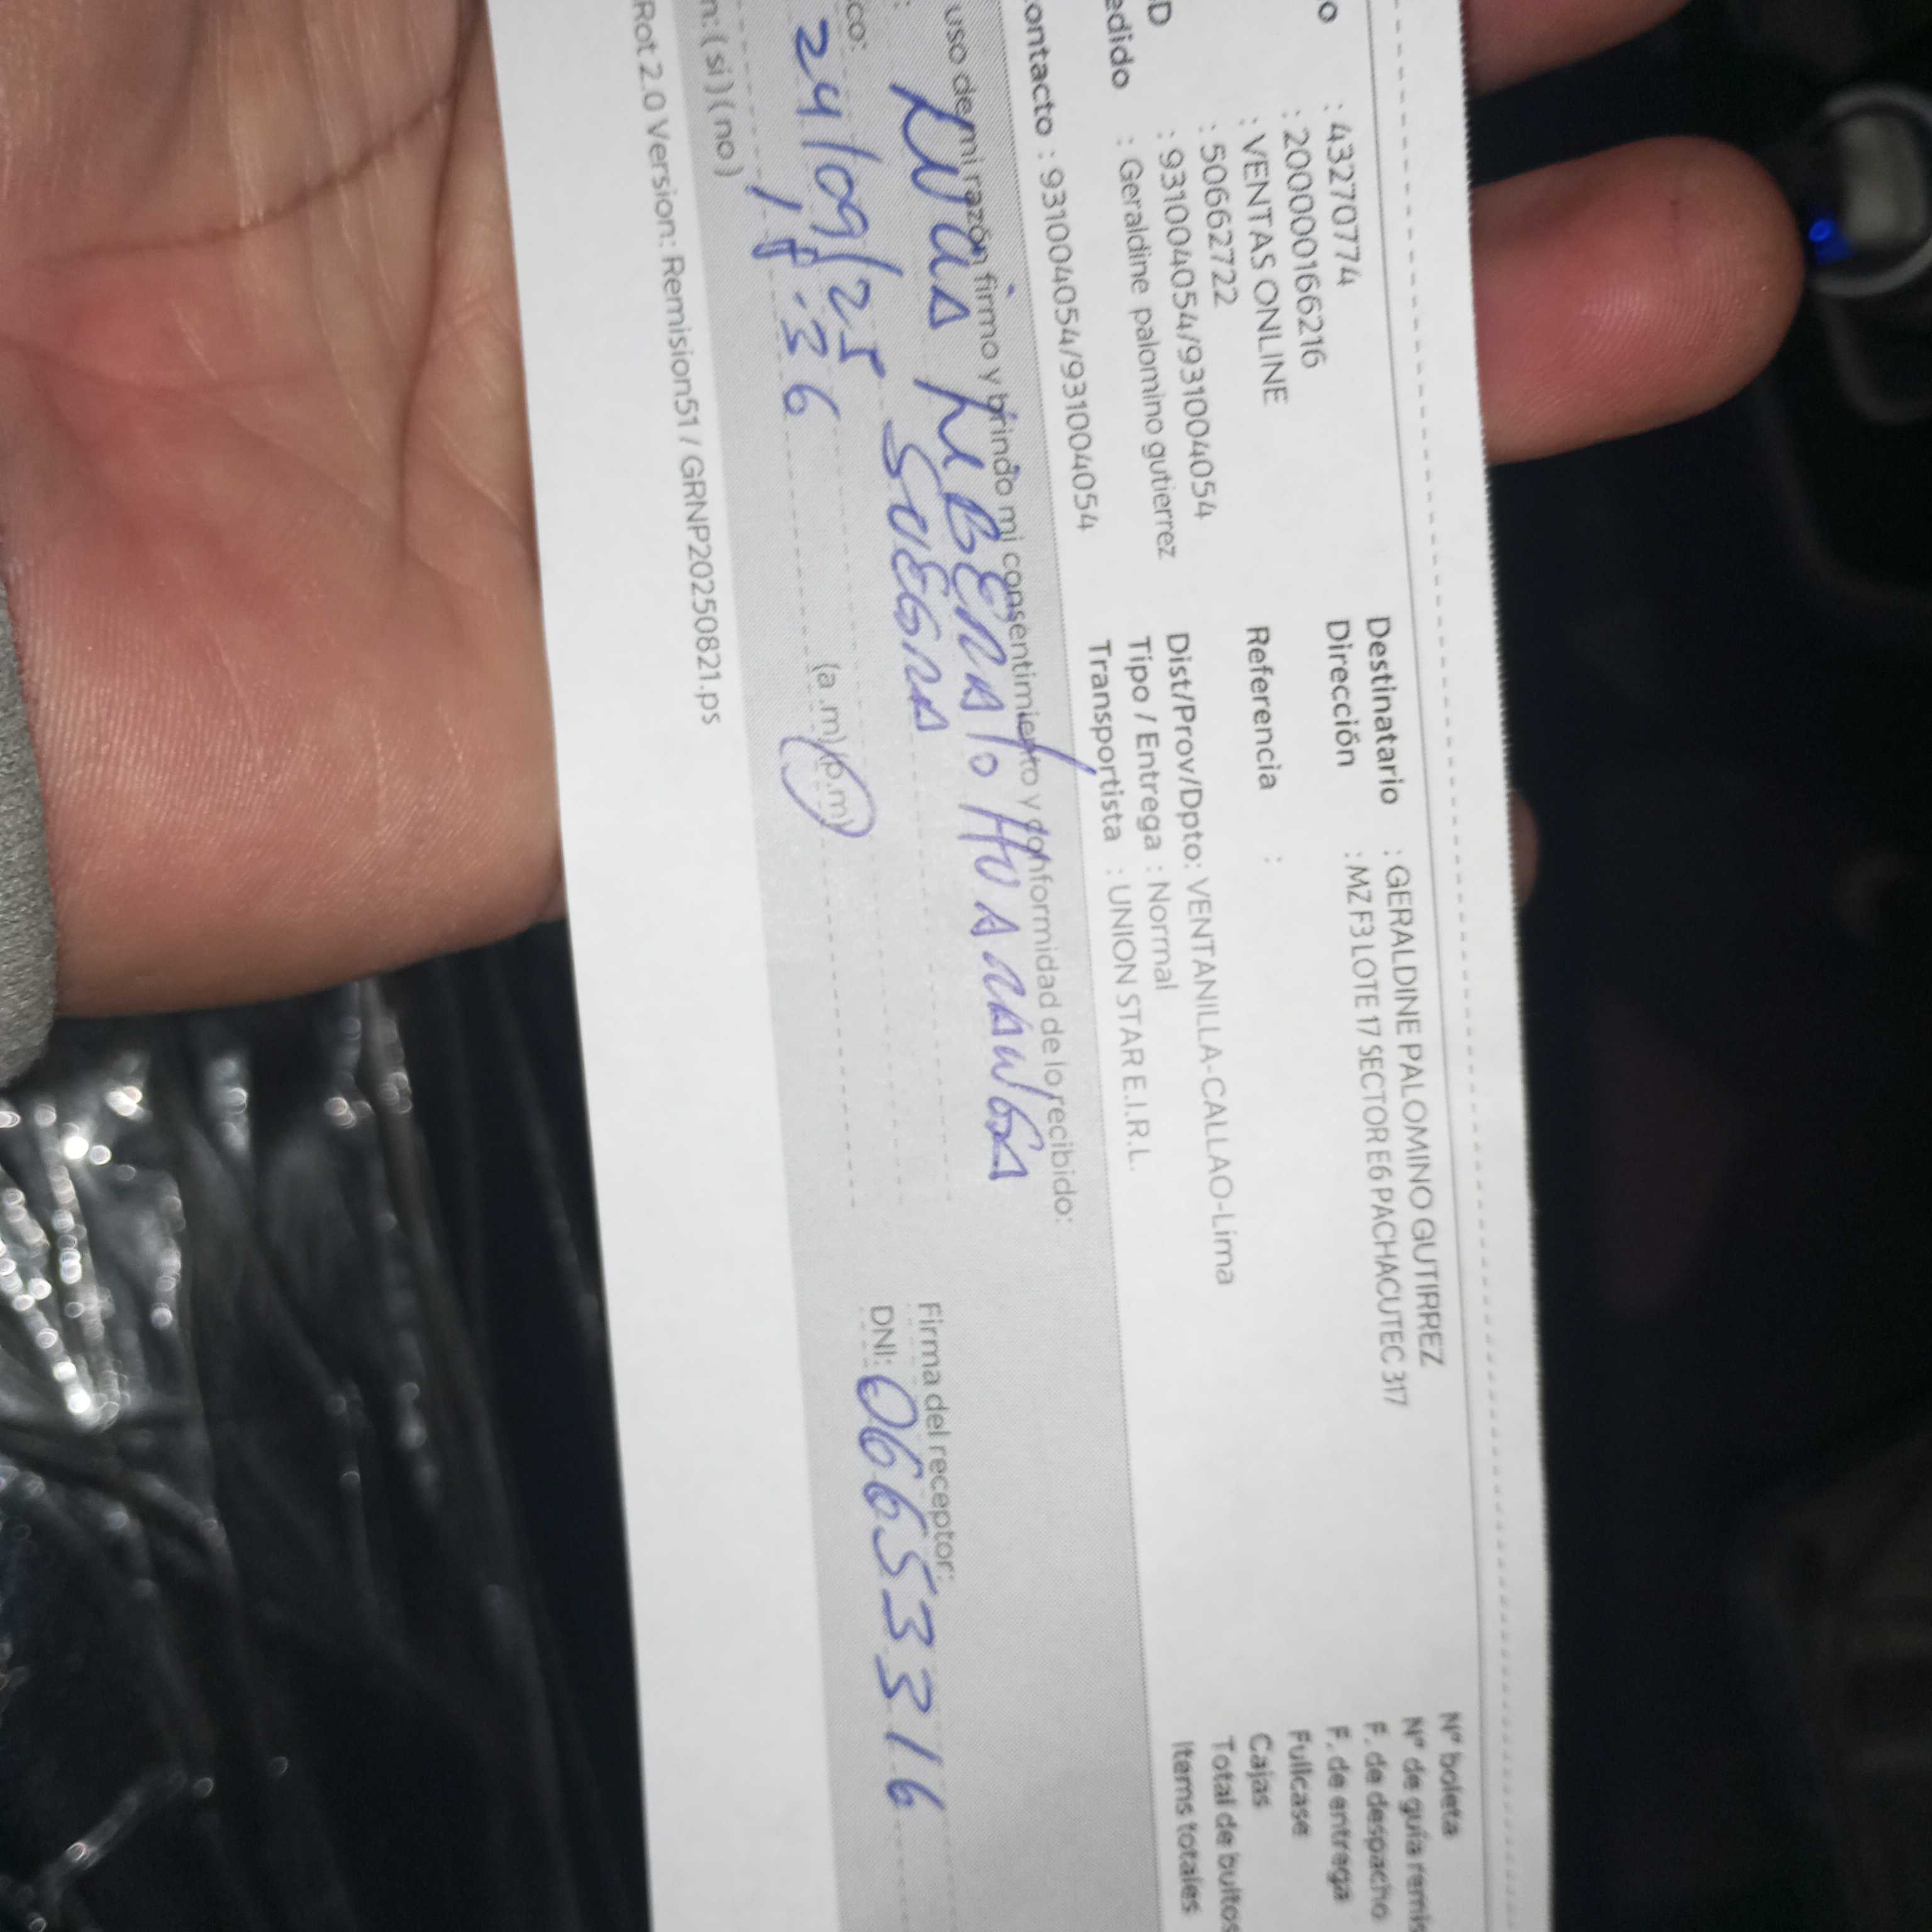 o : 43270774
: 200000166216
: VENTAS ONLINE
: 50662722
D : 931004054/931004054
edido : Geraldine palomino gutierrez
ontacto : 931004054/931004054
Destinatario : GERALDINE PALOMINO GUTIRREZ
Dirección : MZ F3 LOTE 17 SECTOR E6 PACHACUTEC 317
Referencia :
Dist/Prov/Dpto: VENTANILLA-CALLAO-Lima
Tipo / Entrega : Normal
Transportista : UNION STAR E.I.R.L.
N° boleta
N° de guía remis
F. de despacho
F. de entrega
Fullcase
Cajas
Total de bultos
Items totales
uso de mi razón firmo y brindo mi consentimiento y conformidad de lo recibido:
SUEGRA
co: 24/09/25
(a .m)(p.m)
n: ( si ) ( no )
Firma del receptor:
DNI: 06653316
Rot 2.0 Version: Remision51 / GRNP20250821.ps